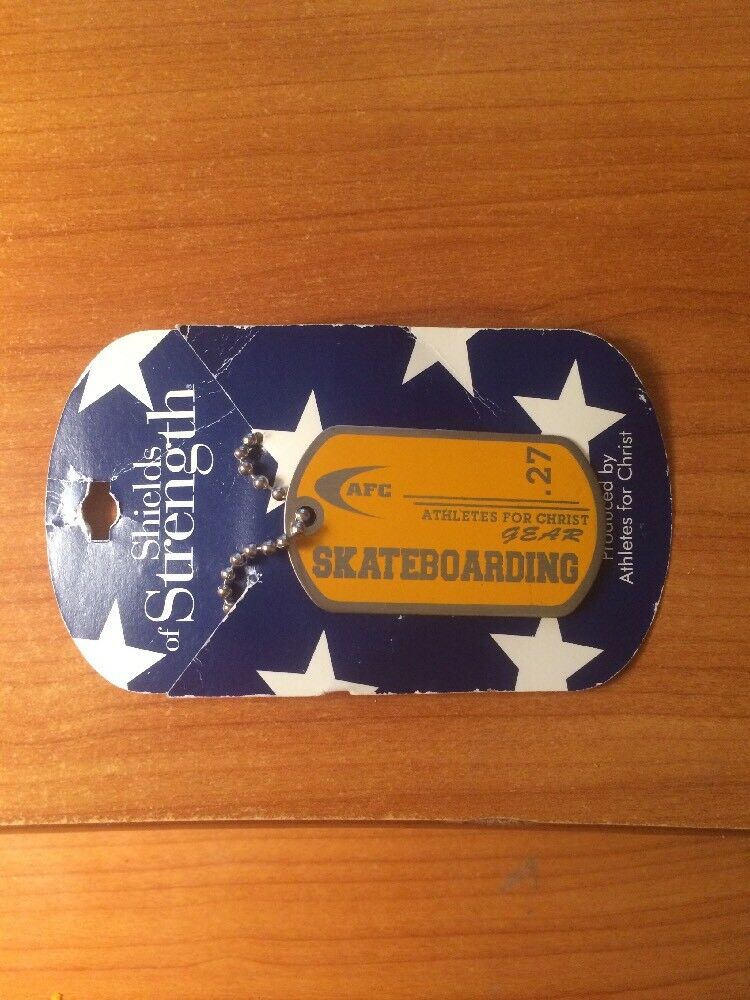 Shields
of Strength®
AFC
.27
ATHLETES FOR CHRIST
GEAR
SKATEBOARDING
Produced by
Athletes for Christ